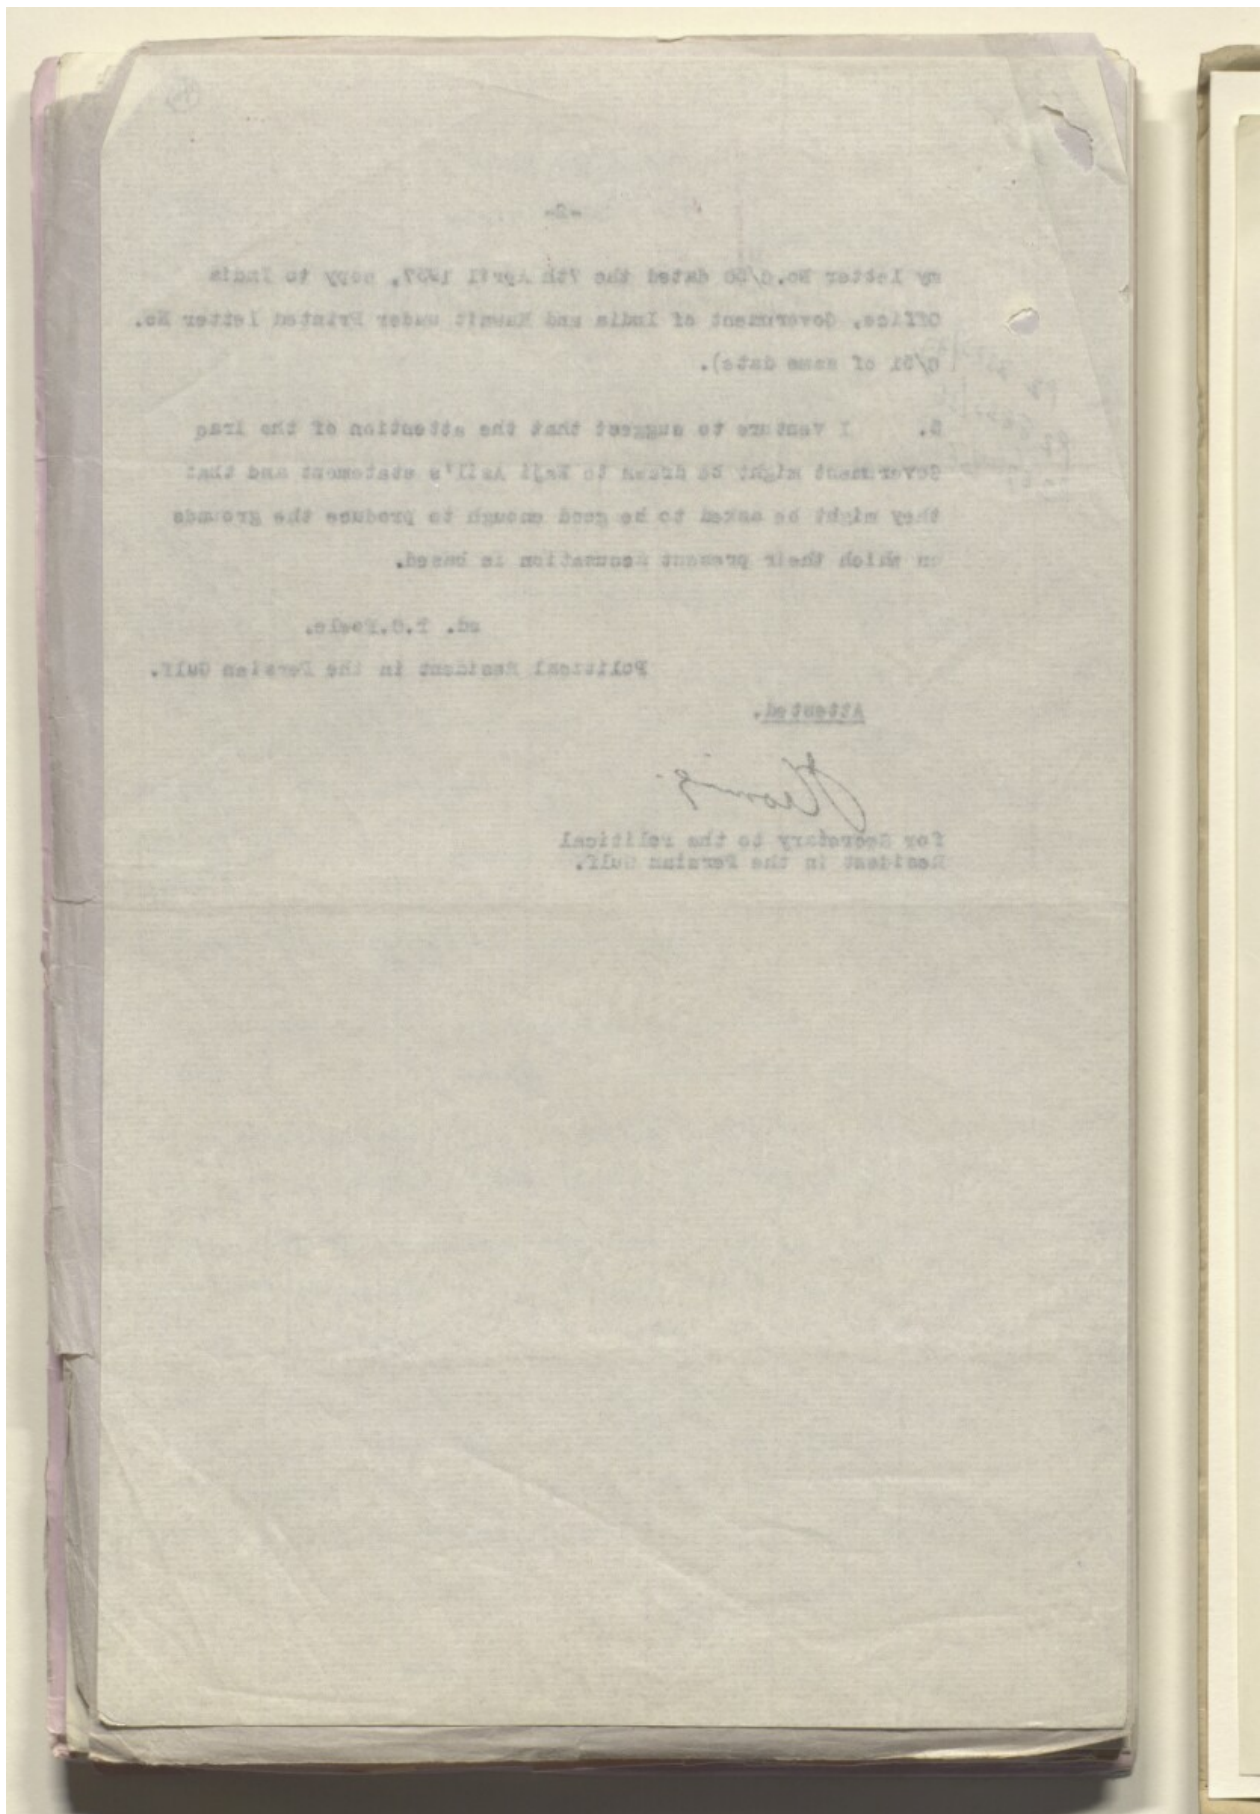 -2-
my letter No.C/50 dated the 7th April 1937, copy to India
Office, Government of India and Kuwait under Printed letter No.
C/51 of same date).
I venture to suggest that the attention of the Iraq
Government might be drawn to Naji Asil's statement and that
they might be asked to be good enough to produce the grounds
on which their present accusation is based.
sd. T.C.Fowle.
Political Resident in the Persian Gulf.
Attested.
for Secretary to the Political
Resident in the Persian Gulf.